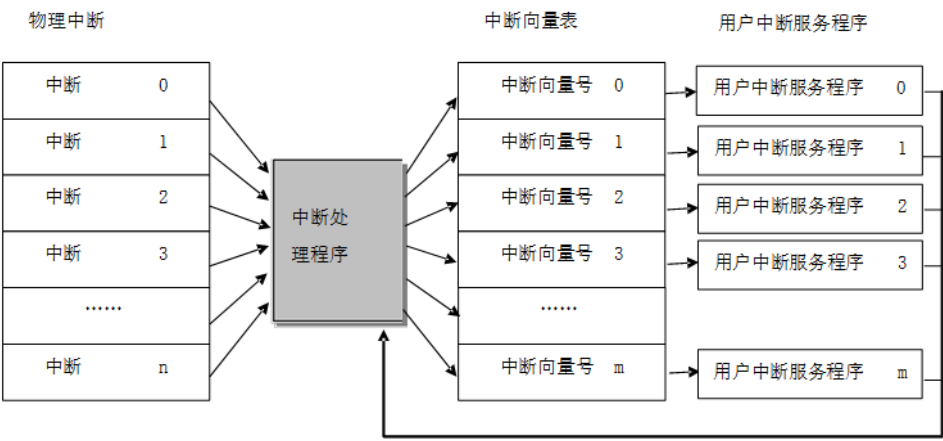 物理中断 中断向量表 用户中断服务程序
中断 0 中断向量号 0 用户中断服务程序 0
中断 1 中断向量号 1 用户中断服务程序 1
中断 2 中断向量号 2 用户中断服务程序 2
中断处
理程序
中断 3 中断向量号 3 用户中断服务程序 3
…… ……
中断 n 中断向量号 m 用户中断服务程序 m